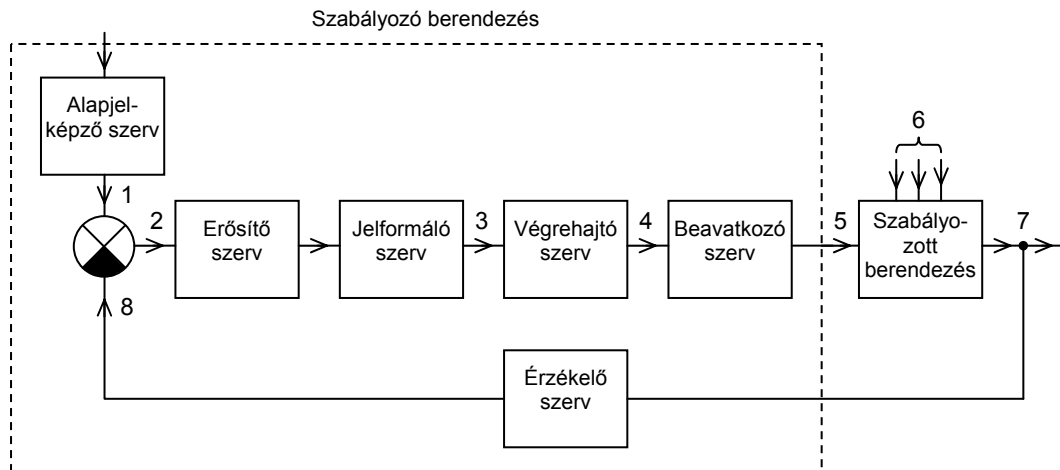 Szabályozó berendezés
Alapjel-
képző szerv
1
2
Erősítő
szerv
Jelformáló
szerv
3
Végrehajtó
szerv
4
Beavatkozó
szerv
5
6
Szabályo-
zott
berendezés
7
8
Érzékelő
szerv